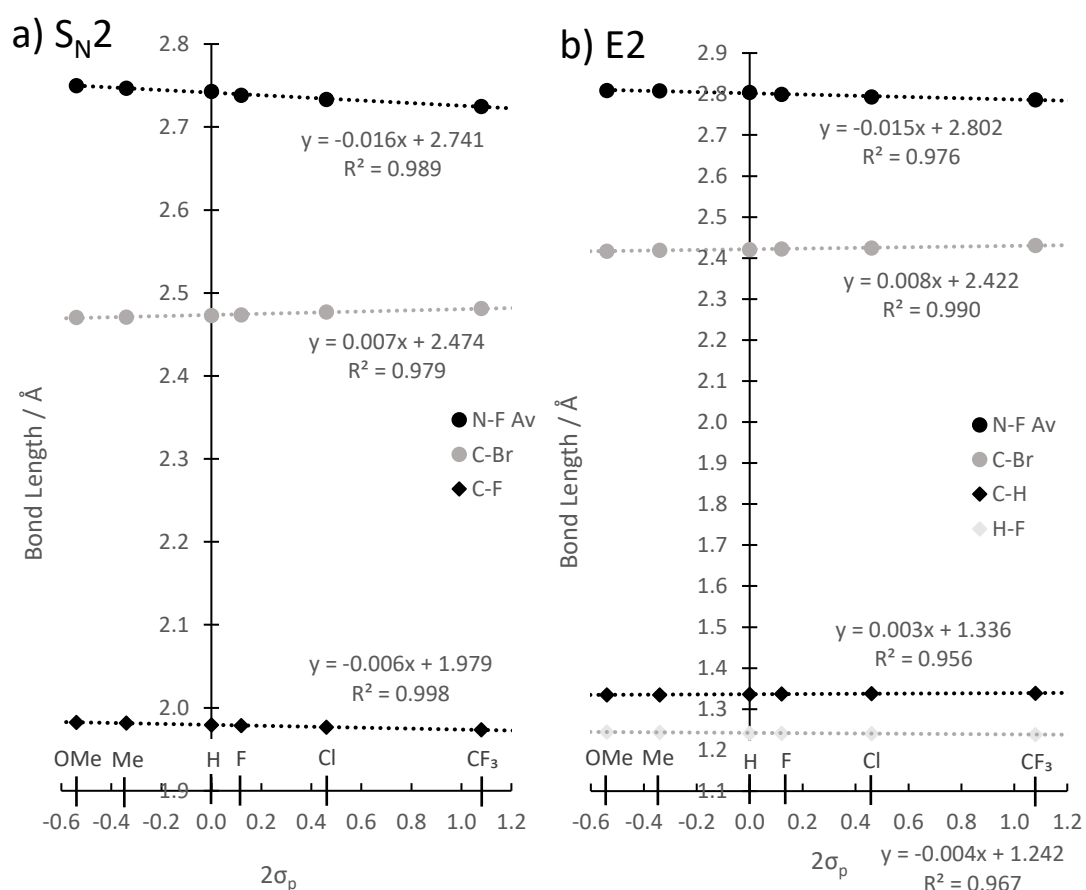 a) SN2
2.8
2.7
2.6
2.5
2.4
2.3
2.2
2.1
2.0
1.9
y = -0.016x + 2.741
R² = 0.989
y = 0.007x + 2.474
R² = 0.979
Bond Length / Å
N-F Av
C-Br
C-F
y = -0.006x + 1.979
R² = 0.998
OMe Me H F Cl CF₃
-0.6 -0.4 -0.2 0.0 0.2 0.4 0.6 0.8 1.0 1.2
2σp
b) E2
2.9
2.8
2.7
2.6
2.5
2.4
2.3
2.2
2.1
2.0
1.9
1.8
1.7
1.6
1.5
1.4
1.3
1.2
1.1
y = -0.015x + 2.802
R² = 0.976
y = 0.008x + 2.422
R² = 0.990
Bond Length / Å
N-F Av
C-Br
C-H
H-F
y = 0.003x + 1.336
R² = 0.956
OMe Me H F Cl CF₃
-0.6 -0.4 -0.2 0.0 0.2 0.4 0.6 0.8 1.0 1.2
2σp
y = -0.004x + 1.242
R² = 0.967